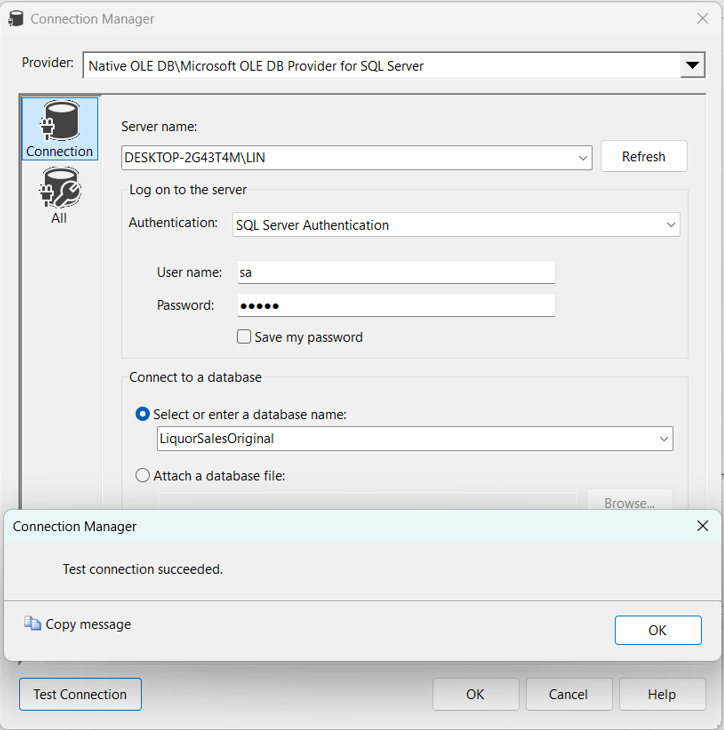 Connection Manager
Provider: Native OLE DB\Microsoft OLE DB Provider for SQL Server
Connection
All
Server name:
DESKTOP-2G43T4M\LIN
Refresh
Log on to the server
Authentication: SQL Server Authentication
User name: sa
Password: ●●●●●
Save my password
Connect to a database
Select or enter a database name:
LiquorSalesOriginal
Attach a database file:
Browse...
Connection Manager
Test connection succeeded.
Copy message
OK
Test Connection
OK
Cancel
Help